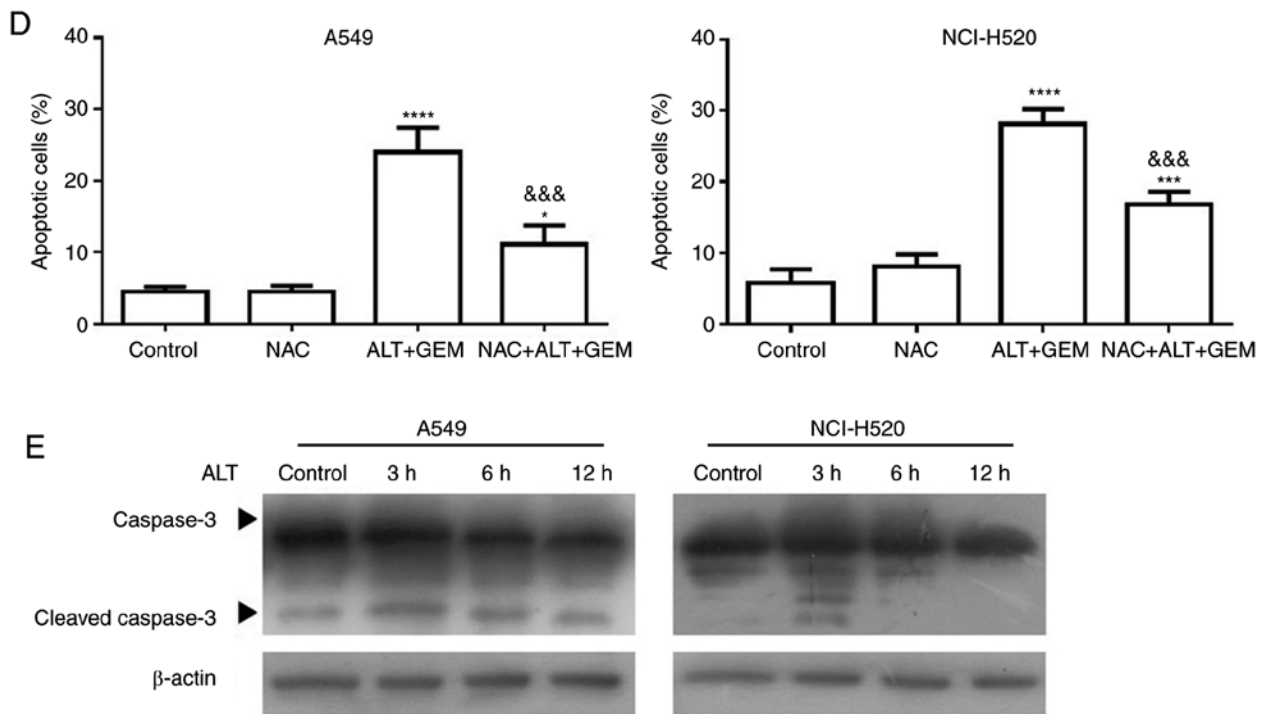 D
A549
Apoptotic cells (%)
40
30
20
10
0
****
&&&
*
Control NAC ALT+GEM NAC+ALT+GEM
NCI-H520
Apoptotic cells (%)
40
30
20
10
0
****
&&&
***
Control NAC ALT+GEM NAC+ALT+GEM
E
A549
ALT Control 3 h 6 h 12 h
NCI-H520
Control 3 h 6 h 12 h
Caspase-3
Cleaved caspase-3
β-actin